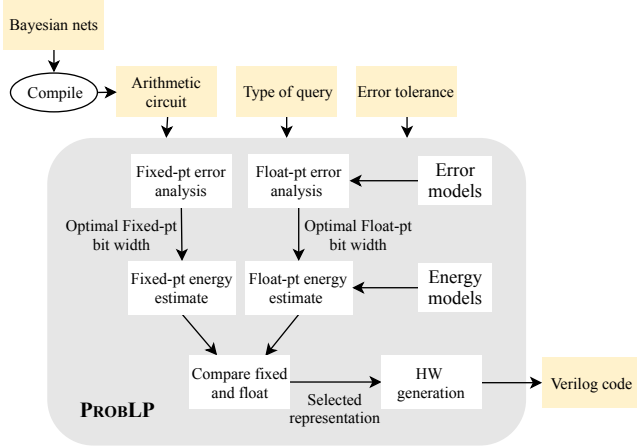 Bayesian nets
Compile
Arithmetic
circuit
Type of query
Error tolerance
Fixed-pt error
analysis
Float-pt error
analysis
Error
models
Optimal Fixed-pt
bit width
Optimal Float-pt
bit width
Fixed-pt energy
estimate
Float-pt energy
estimate
Energy
models
Compare fixed
and float
Selected
representation
HW
generation
Verilog code
PROBLP